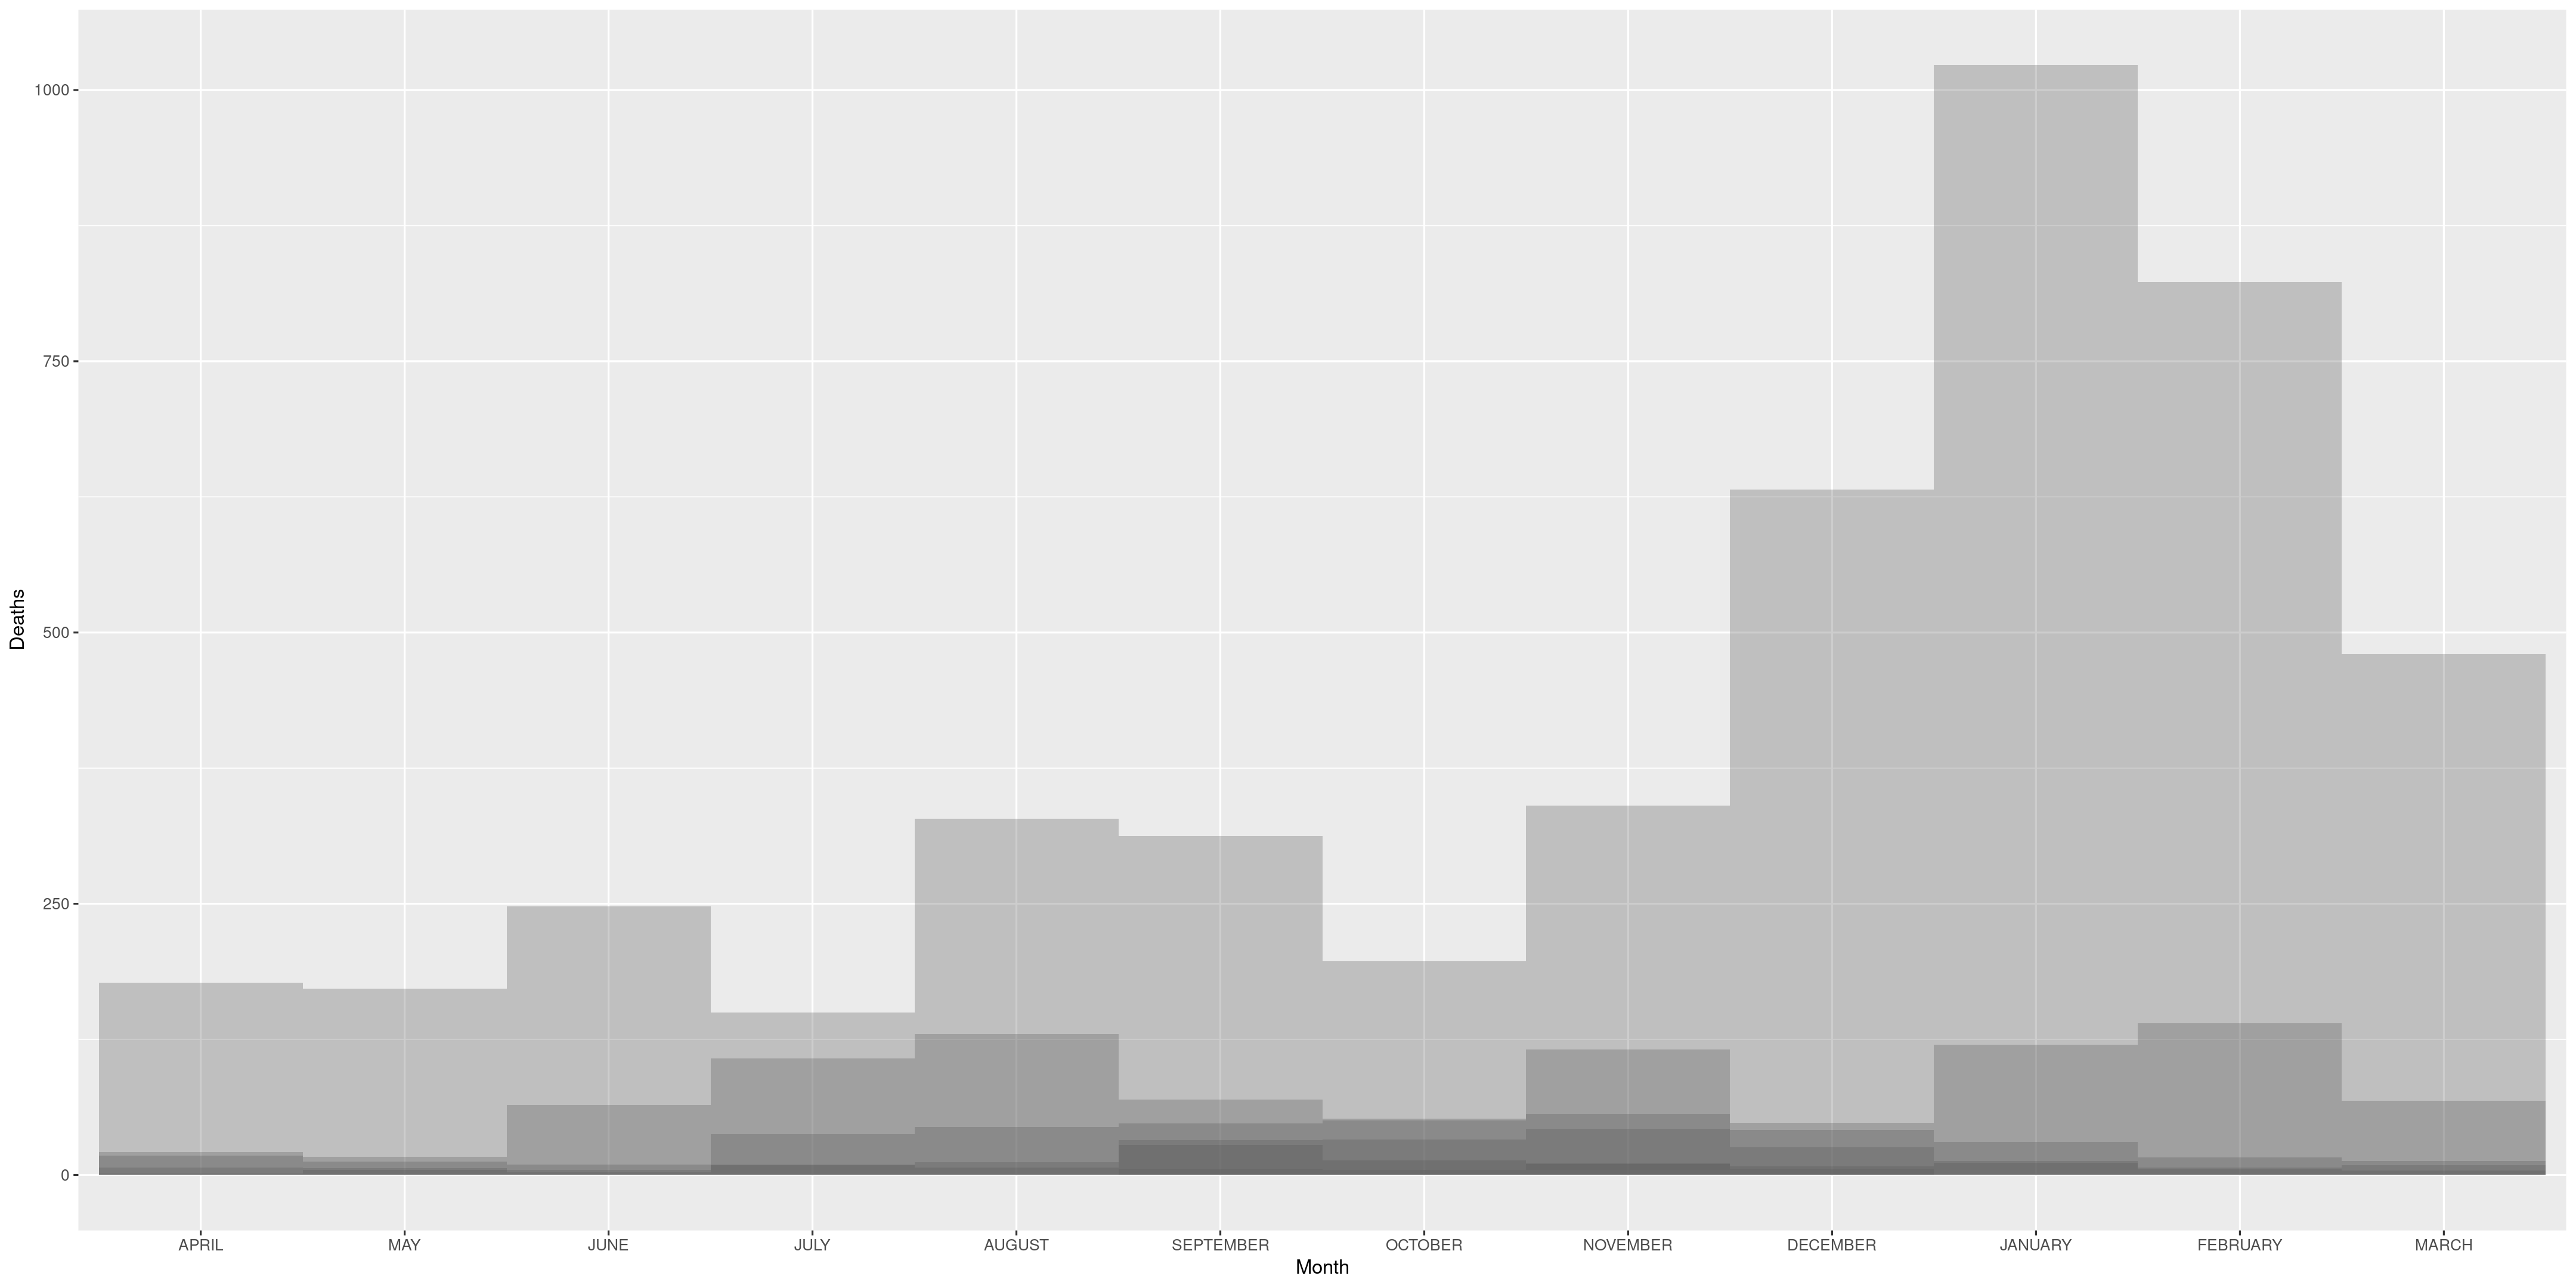 1000
750
500
250
0
Deaths
APRIL MAY JUNE JULY AUGUST SEPTEMBER OCTOBER NOVEMBER DECEMBER JANUARY FEBRUARY MARCH
Month